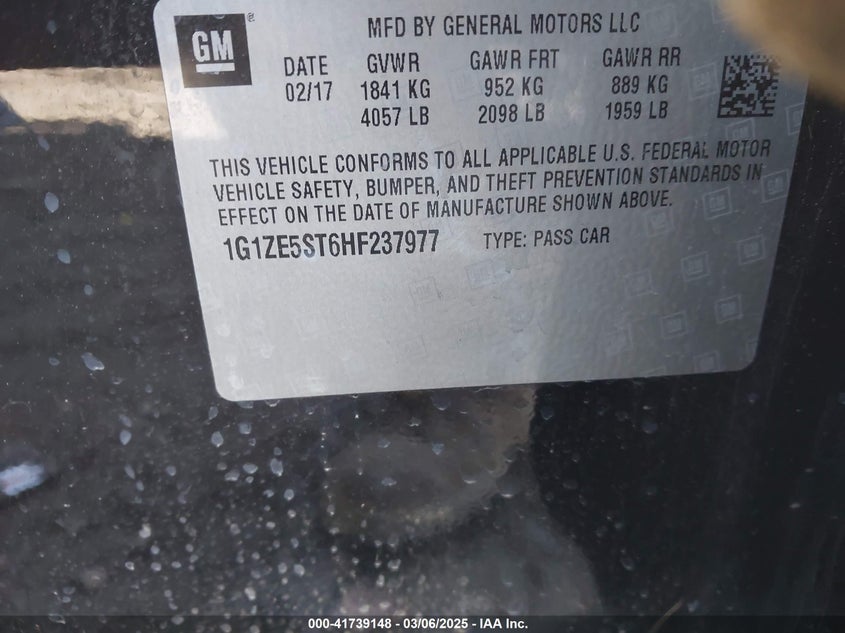 GM
®
MFD BY GENERAL MOTORS LLC
DATE GVWR GAWR FRT GAWR RR
02/17 1841 KG 952 KG 889 KG
4057 LB 2098 LB 1959 LB
THIS VEHICLE CONFORMS TO ALL APPLICABLE U.S. FEDERAL MOTOR
VEHICLE SAFETY, BUMPER, AND THEFT PREVENTION STANDARDS IN
EFFECT ON THE DATE OF MANUFACTURE SHOWN ABOVE.
1G1ZE5ST6HF237977 TYPE: PASS CAR
000-41739148 - 03/06/2025 - IAA Inc.